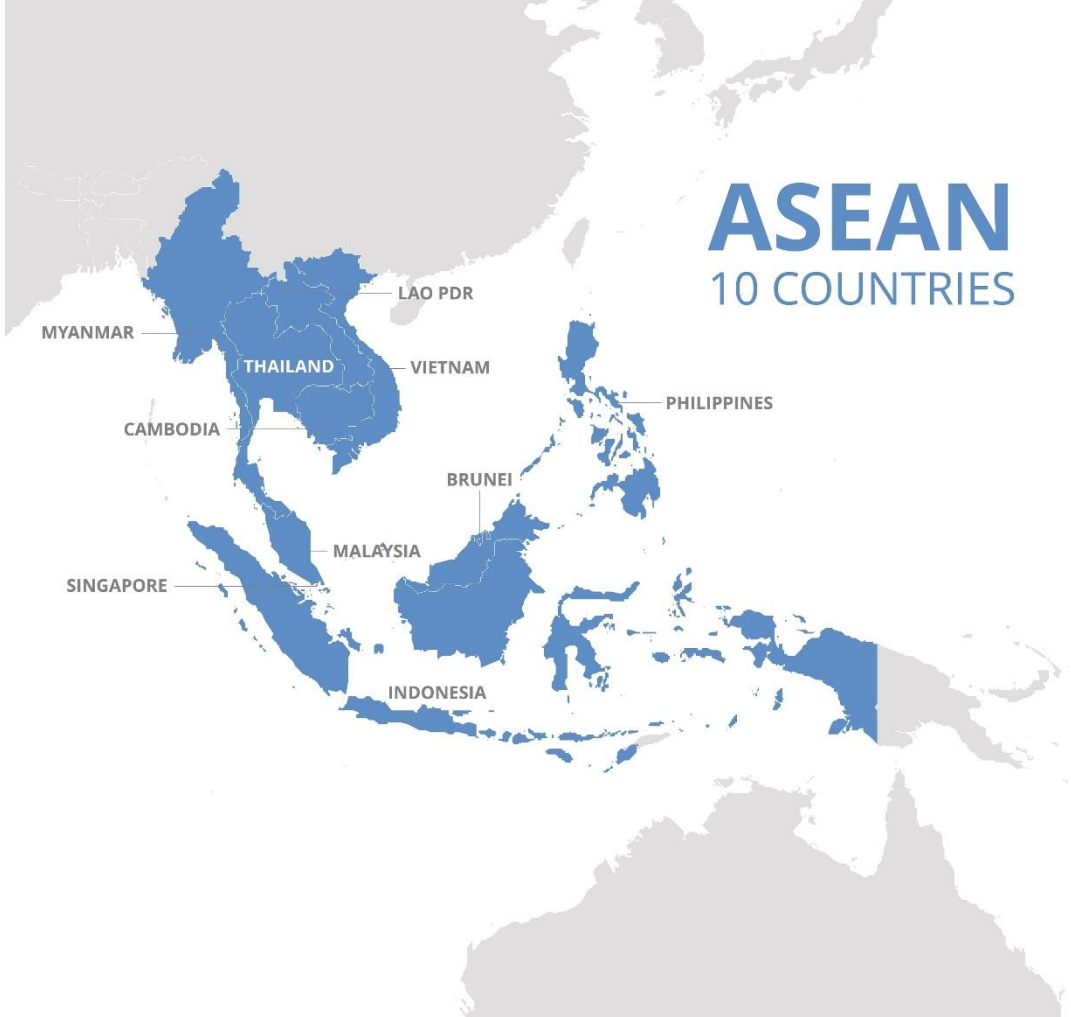 ASEAN
10 COUNTRIES
LAO PDR
MYANMAR
THAILAND
VIETNAM
PHILIPPINES
CAMBODIA
BRUNEI
MALAYSIA
SINGAPORE
INDONESIA